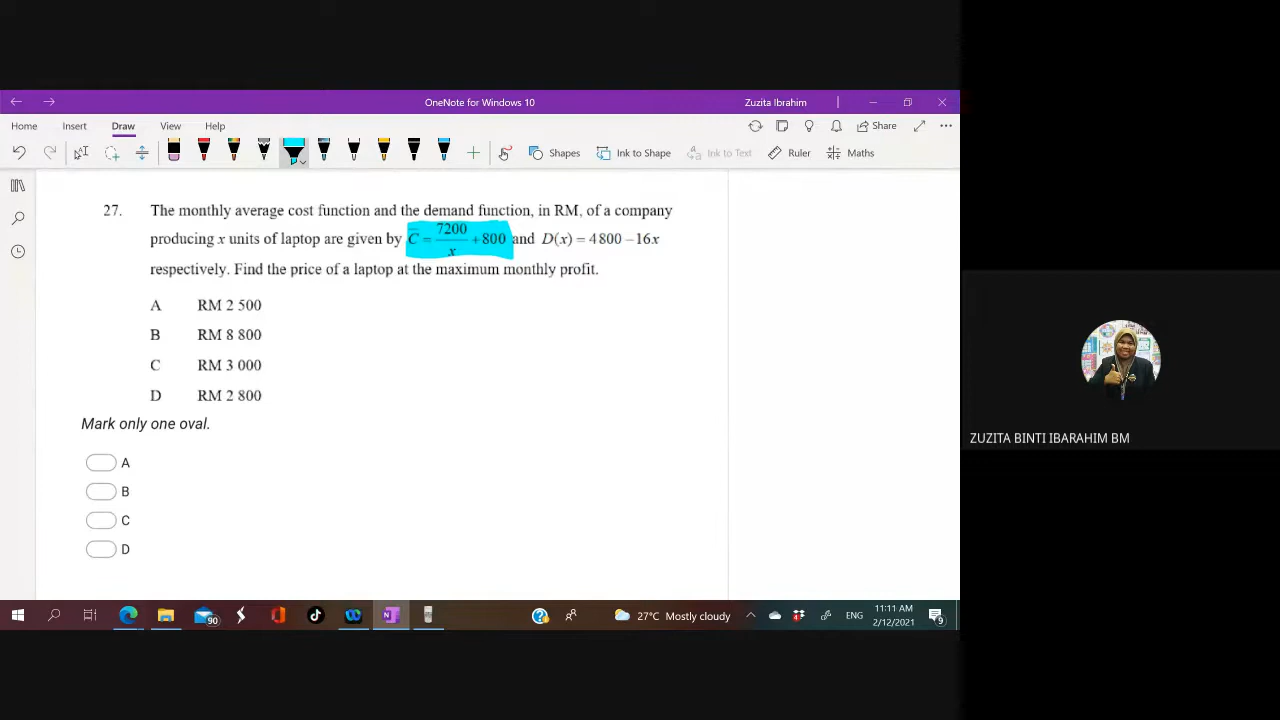 OneNote for Windows 10
Zuzita Ibrahim
Home Insert Draw View Help
Share
Shapes Ink to Shape Ink to Text Ruler Maths
27. The monthly average cost function and the demand function, in RM, of a company
producing x units of laptop are given by C̅ = 7200/x + 800 and D(x) = 4800 – 16x
respectively. Find the price of a laptop at the maximum monthly profit.
A RM 2 500
B RM 8 800
C RM 3 000
D RM 2 800
Mark only one oval.
A
B
C
D
ZUZITA BINTI IBARAHIM BM
90
27°C Mostly cloudy
ENG
11:11 AM
2/12/2021
9